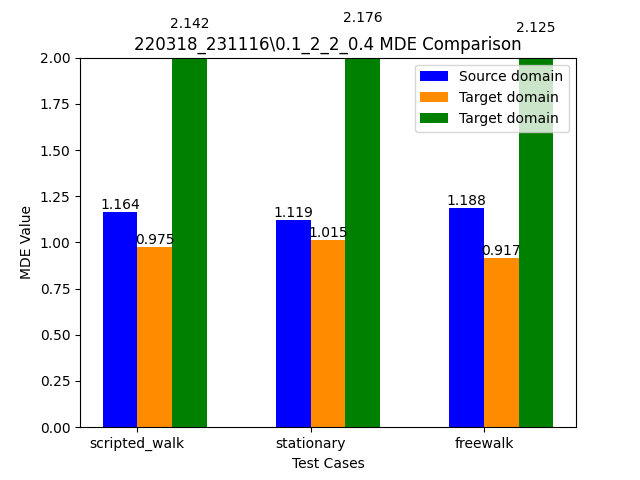 2.142
2.176
2.125
220318_231116\0.1_2_2_0.4 MDE Comparison
2.00
1.75
1.50
1.25
1.00
0.75
0.50
0.25
0.00
MDE Value
Source domain
Target domain
Target domain
1.164
0.975
1.119
1.015
1.188
0.917
scripted_walk
stationary
freewalk
Test Cases